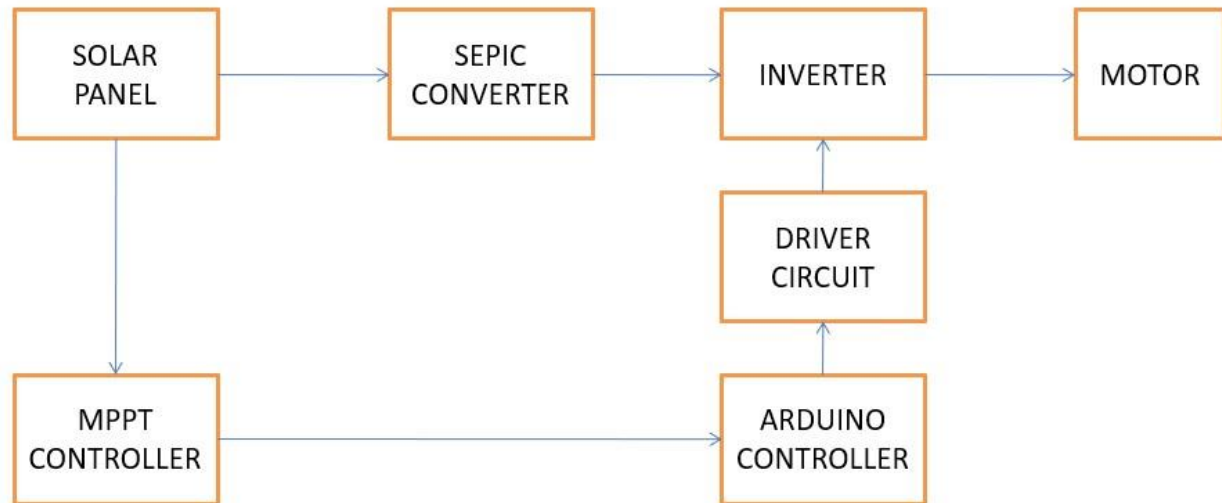 SOLAR
PANEL
SEPIC
CONVERTER
INVERTER
MOTOR
DRIVER
CIRCUIT
MPPT
CONTROLLER
ARDUINO
CONTROLLER